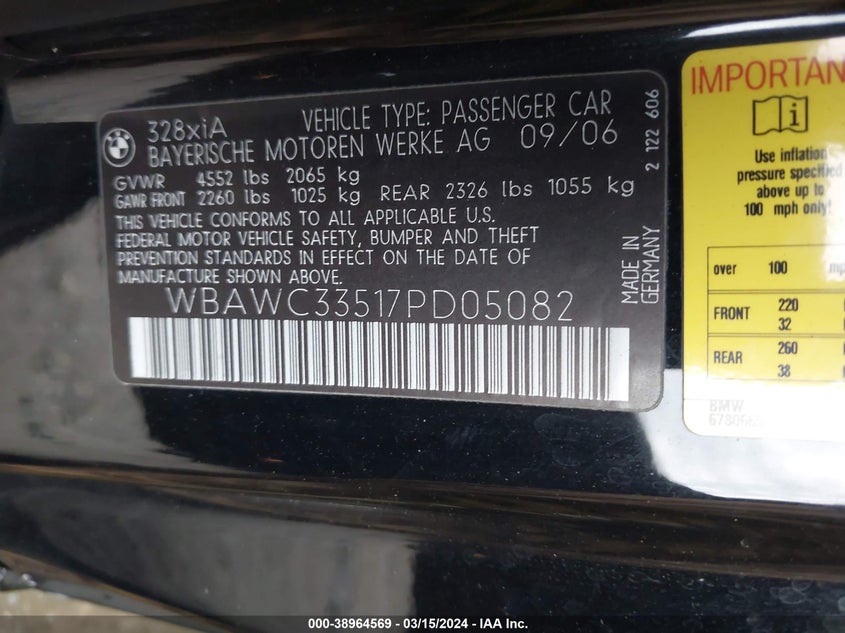 BMW
328xiA VEHICLE TYPE: PASSENGER CAR
BAYERISCHE MOTOREN WERKE AG 09/06
GVWR 4552 lbs 2065 kg
GAWR FRONT 2260 lbs 1025 kg REAR 2326 lbs 1055 kg
THIS VEHICLE CONFORMS TO ALL APPLICABLE U.S.
FEDERAL MOTOR VEHICLE SAFETY, BUMPER AND THEFT
PREVENTION STANDARDS IN EFFECT ON THE DATE OF
MANUFACTURE SHOWN ABOVE.
WBAWC33517PD05082
MADE IN
GERMANY
2 122 606
IMPORTAN
i
Use inflation
pressure specified
above up to
100 mph only!
over 100 mp
FRONT 220
32
REAR 260
38
BMW
000-38964569 - 03/15/2024 - IAA Inc.